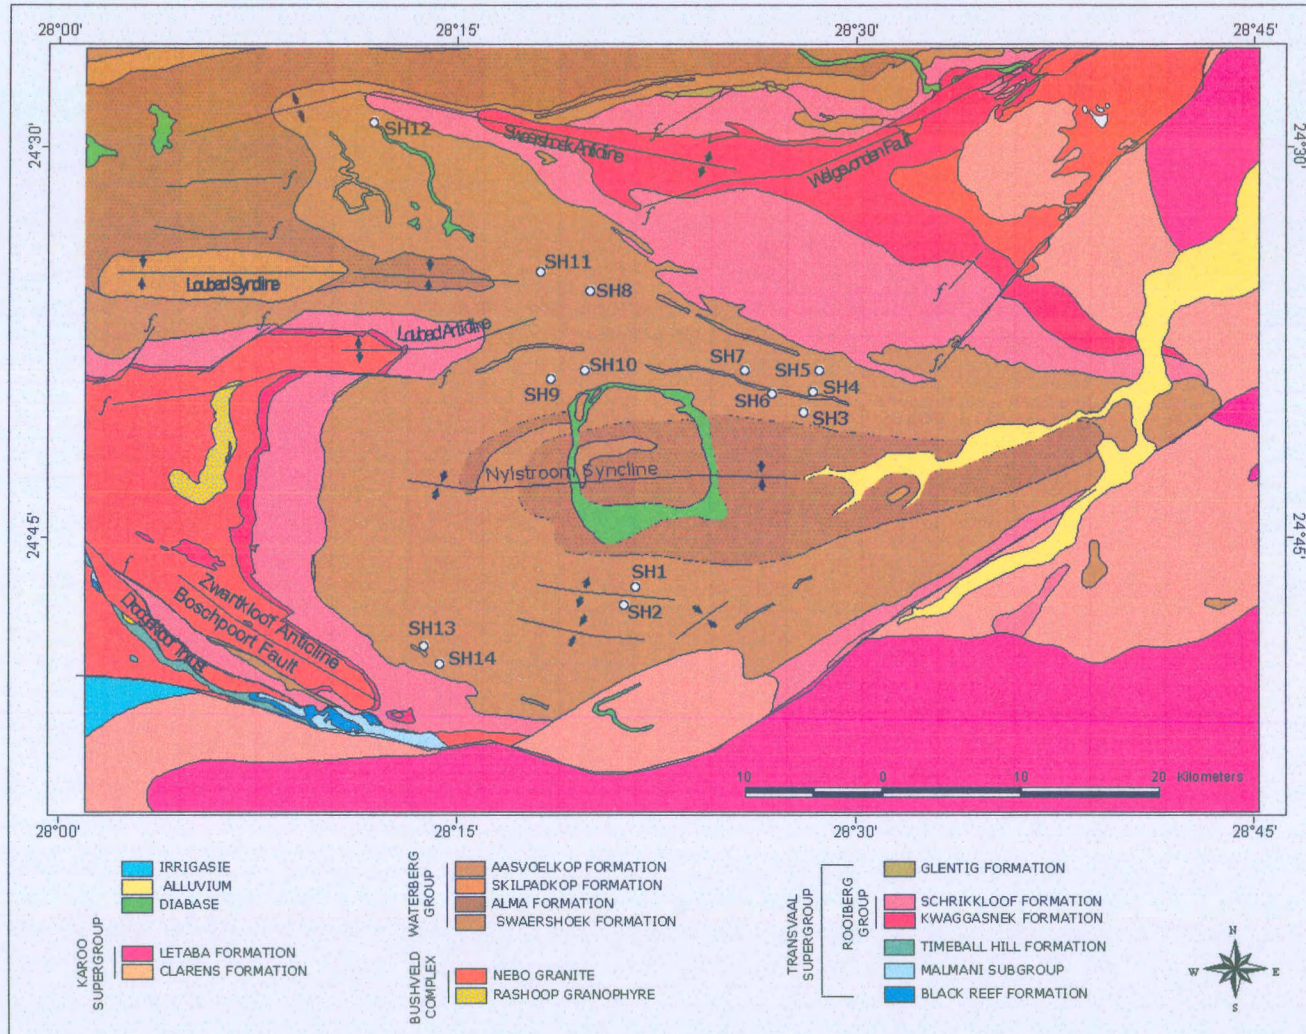 28°00' 28°15' 28°30' 28°45'
24°30' 24°30'
SH12
Swaershoek Anticline
Welgevonden Fault
f
f
f
f
Loubad Syncline
SH11
SH8
f
f
f
f
Loubad Anticline
f
f
SH10
SH9
SH7
SH5
SH6
SH4
SH3
Nylstroom Syncline
24°45' 24°45'
f
Zwartkloof Anticline
Boschpoort Fault
Droogekloof Thrust
SH1
SH2
SH13
SH14
10 0 10 20 Kilometers
28°00' 28°15' 28°30' 28°45'
IRRIGASIE
ALLUVIUM
DIABASE
KAROO
SUPERGROUP
LETABA FORMATION
CLARENS FORMATION
WATERBERG
GROUP
AASVOELKOP FORMATION
SKILPADKOP FORMATION
ALMA FORMATION
SWAERSHOEK FORMATION
BUSHVELD
COMPLEX
NEBO GRANITE
RASHOOP GRANOPHYRE
TRANSVAAL
SUPERGROUP
ROOIBERG
GROUP
GLENTIG FORMATION
SCHRIKKLOOF FORMATION
KWAGGASNEK FORMATION
TIMEBALL HILL FORMATION
MALMANI SUBGROUP
BLACK REEF FORMATION
N
W E
S